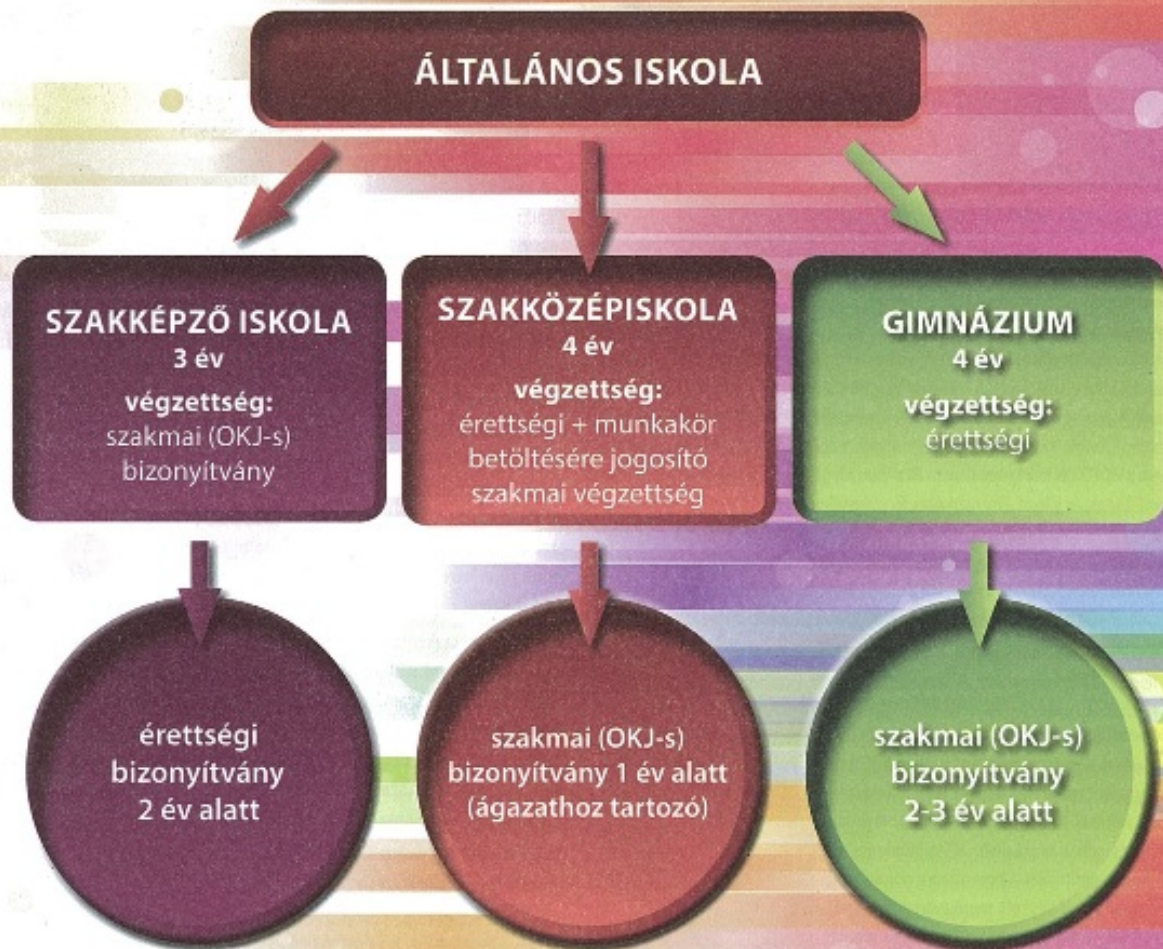 ÁLTALÁNOS ISKOLA
SZAKKÉPZŐ ISKOLA
3 év
végzettség:
szakmai (OKJ-s)
bizonyítvány
SZAKKÖZÉPISKOLA
4 év
végzettség:
érettségi + munkakör
betöltésére jogosító
szakmai végzettség
GIMNÁZIUM
4 év
végzettség:
érettségi
érettségi
bizonyítvány
2 év alatt
szakmai (OKJ-s)
bizonyítvány 1 év alatt
(ágazathoz tartozó)
szakmai (OKJ-s)
bizonyítvány
2-3 év alatt